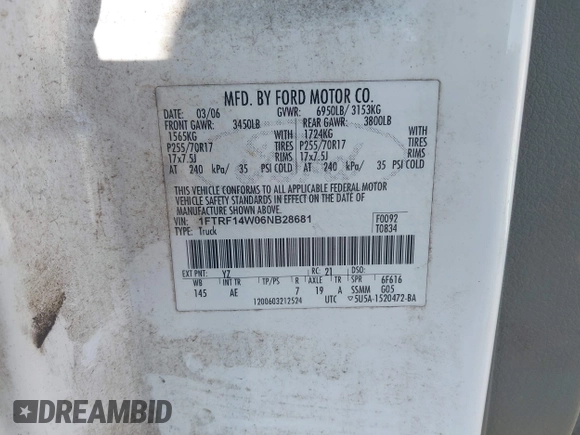 MFD. BY FORD MOTOR CO.
DATE: 03/06 GVWR: 6950LB/ 3153KG
FRONT GAWR: 3450LB REAR GAWR: 3800LB
1565KG WITH 1724KG WITH
P255/70R17 TIRES P255/70R17 TIRES
17x7.5J RIMS 17x7.5J RIMS
AT 240 kPa/ 35 PSI COLD AT 240 kPa/ 35 PSI COLD
THIS VEHICLE CONFORMS TO ALL APPLICABLE FEDERAL MOTOR
VEHICLE SAFETY STANDARDS IN EFFECT ON THE DATE OF
MANUFACTURE SHOWN ABOVE.
VIN: 1FTRF14W06NB28681 F0092
TYPE: Truck T0834
EXT PNT: YZ RC: 21 DSO:
WB INT TR TP/PS R AXLE TR SPR 6F616
145 AE 7 19 A SSMM G05
1200603212524 UTC ▽5U5A-1520472-BA
DREAMBID